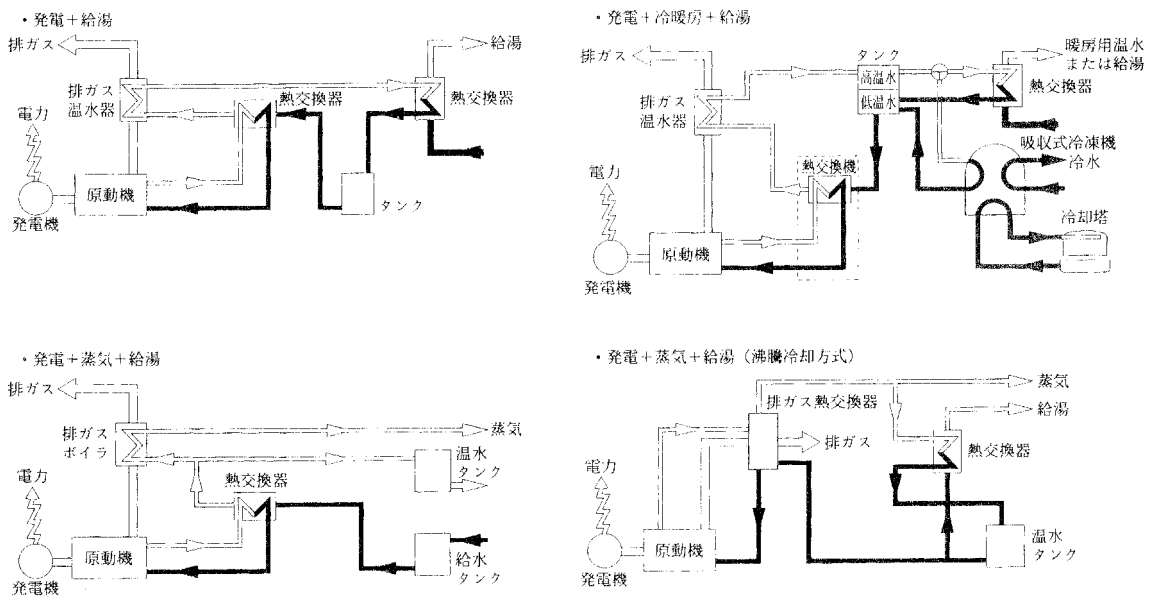 ・発電＋給湯
排ガス
給湯
排ガス
温水器
熱交換器
熱交換器
電力
原動機
タンク
発電機
・発電＋冷暖房＋給湯
排ガス
タンク
暖房用温水
または給湯
高温水
低温水
熱交換器
排ガス
温水器
吸収式冷凍機
冷水
熱交換機
電力
冷却塔
原動機
発電機
・発電＋蒸気＋給湯
排ガス
蒸気
排ガス
ボイラ
温水
タンク
熱交換器
電力
原動機
給水
タンク
発電機
・発電＋蒸気＋給湯（沸騰冷却方式）
蒸気
排ガス熱交換器
給湯
排ガス
熱交換器
電力
原動機
温水
タンク
発電機